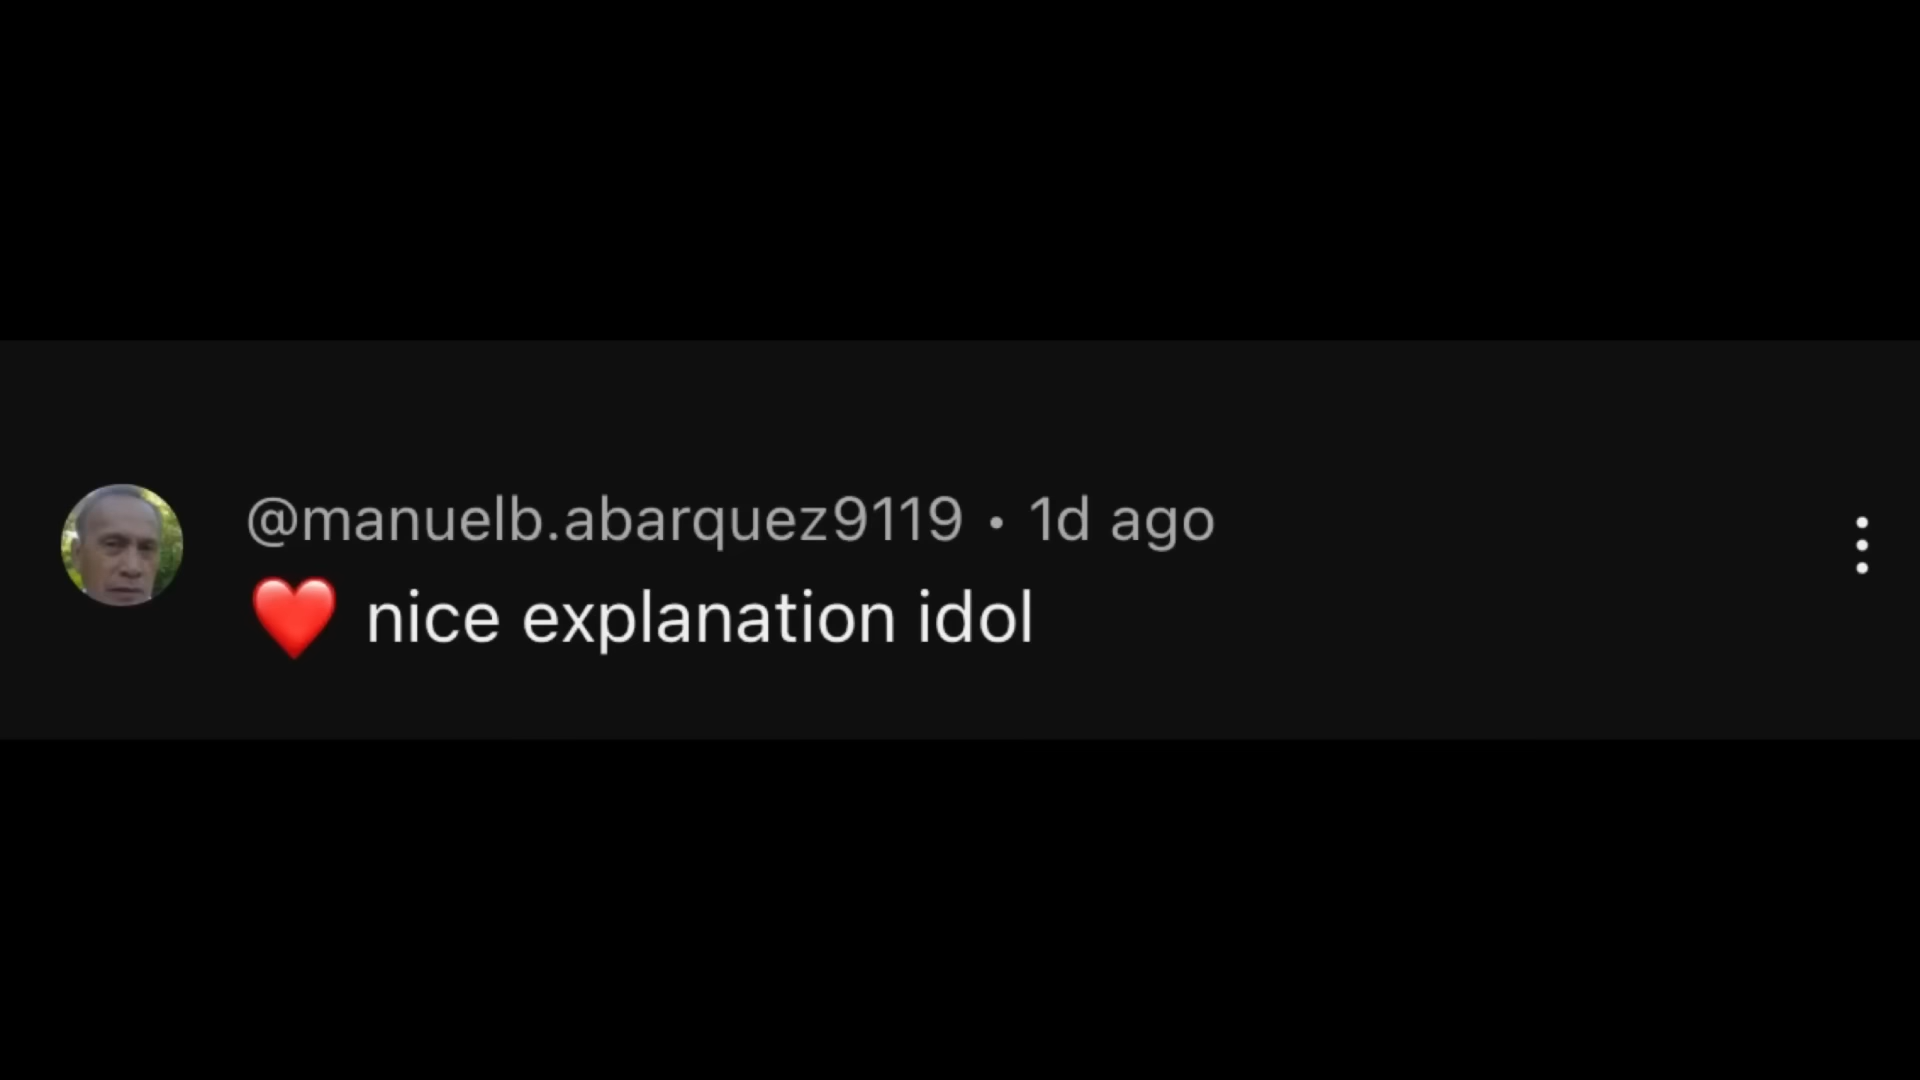 @manuelb.abarquez9119 • 1d ago
❤️ nice explanation idol